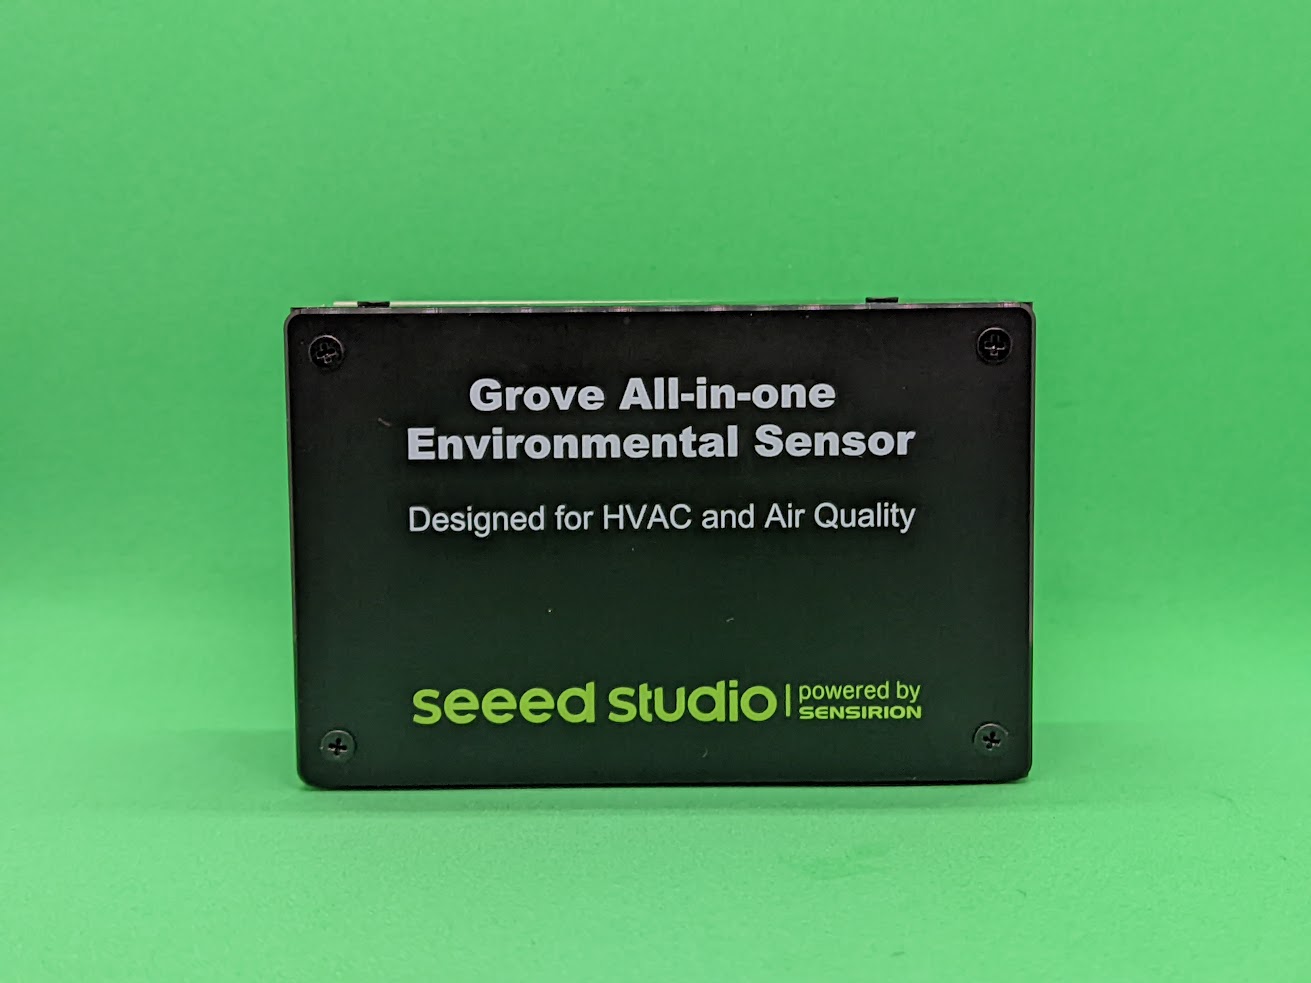 Grove All-in-one
Environmental Sensor
Designed for HVAC and Air Quality
seeed studio | powered by
SENSIRION